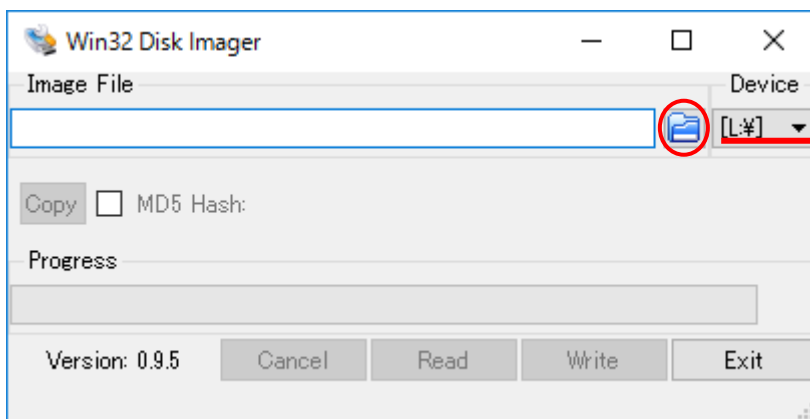 Win32 Disk Imager
Image File
Device
[L:¥]
Copy
MD5 Hash:
Progress
Version: 0.9.5
Cancel
Read
Write
Exit